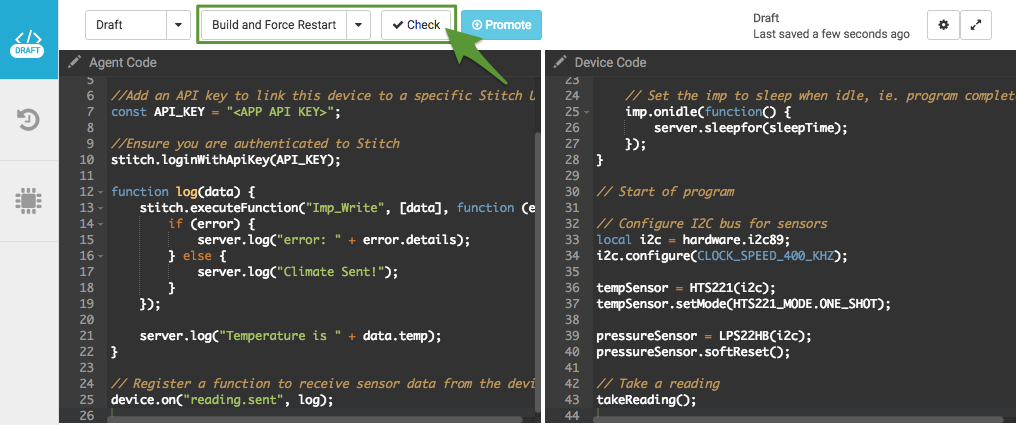 Draft
Build and Force Restart
Check
Promote
Draft
Last saved a few seconds ago
DRAFT
Agent Code
5
6 //Add an API key to link this device to a specific Stitch
7 const API_KEY = "<APP API KEY>";
8
9 //Ensure you are authenticated to Stitch
10 stitch.loginWithApiKey(API_KEY);
11
12 function log(data) {
13 stitch.executeFunction("Imp_Write", [data], function (e
14 if (error) {
15 server.log("error: " + error.details);
16 } else {
17 server.log("Climate Sent!");
18 }
19 });
20
21 server.log("Temperature is " + data.temp);
22 }
23
24 // Register a function to receive sensor data from the devi
25 device.on("reading.sent", log);
26
Device Code
23
24 // Set the imp to sleep when idle, ie. program complet
25 imp.onidle(function() {
26 server.sleepfor(sleepTime);
27 });
28 }
29
30 // Start of program
31
32 // Configure I2C bus for sensors
33 local i2c = hardware.i2c89;
34 i2c.configure(CLOCK_SPEED_400_KHZ);
35
36 tempSensor = HTS221(i2c);
37 tempSensor.setMode(HTS221_MODE.ONE_SHOT);
38
39 pressureSensor = LPS22HB(i2c);
40 pressureSensor.softReset();
41
42 // Take a reading
43 takeReading();
44